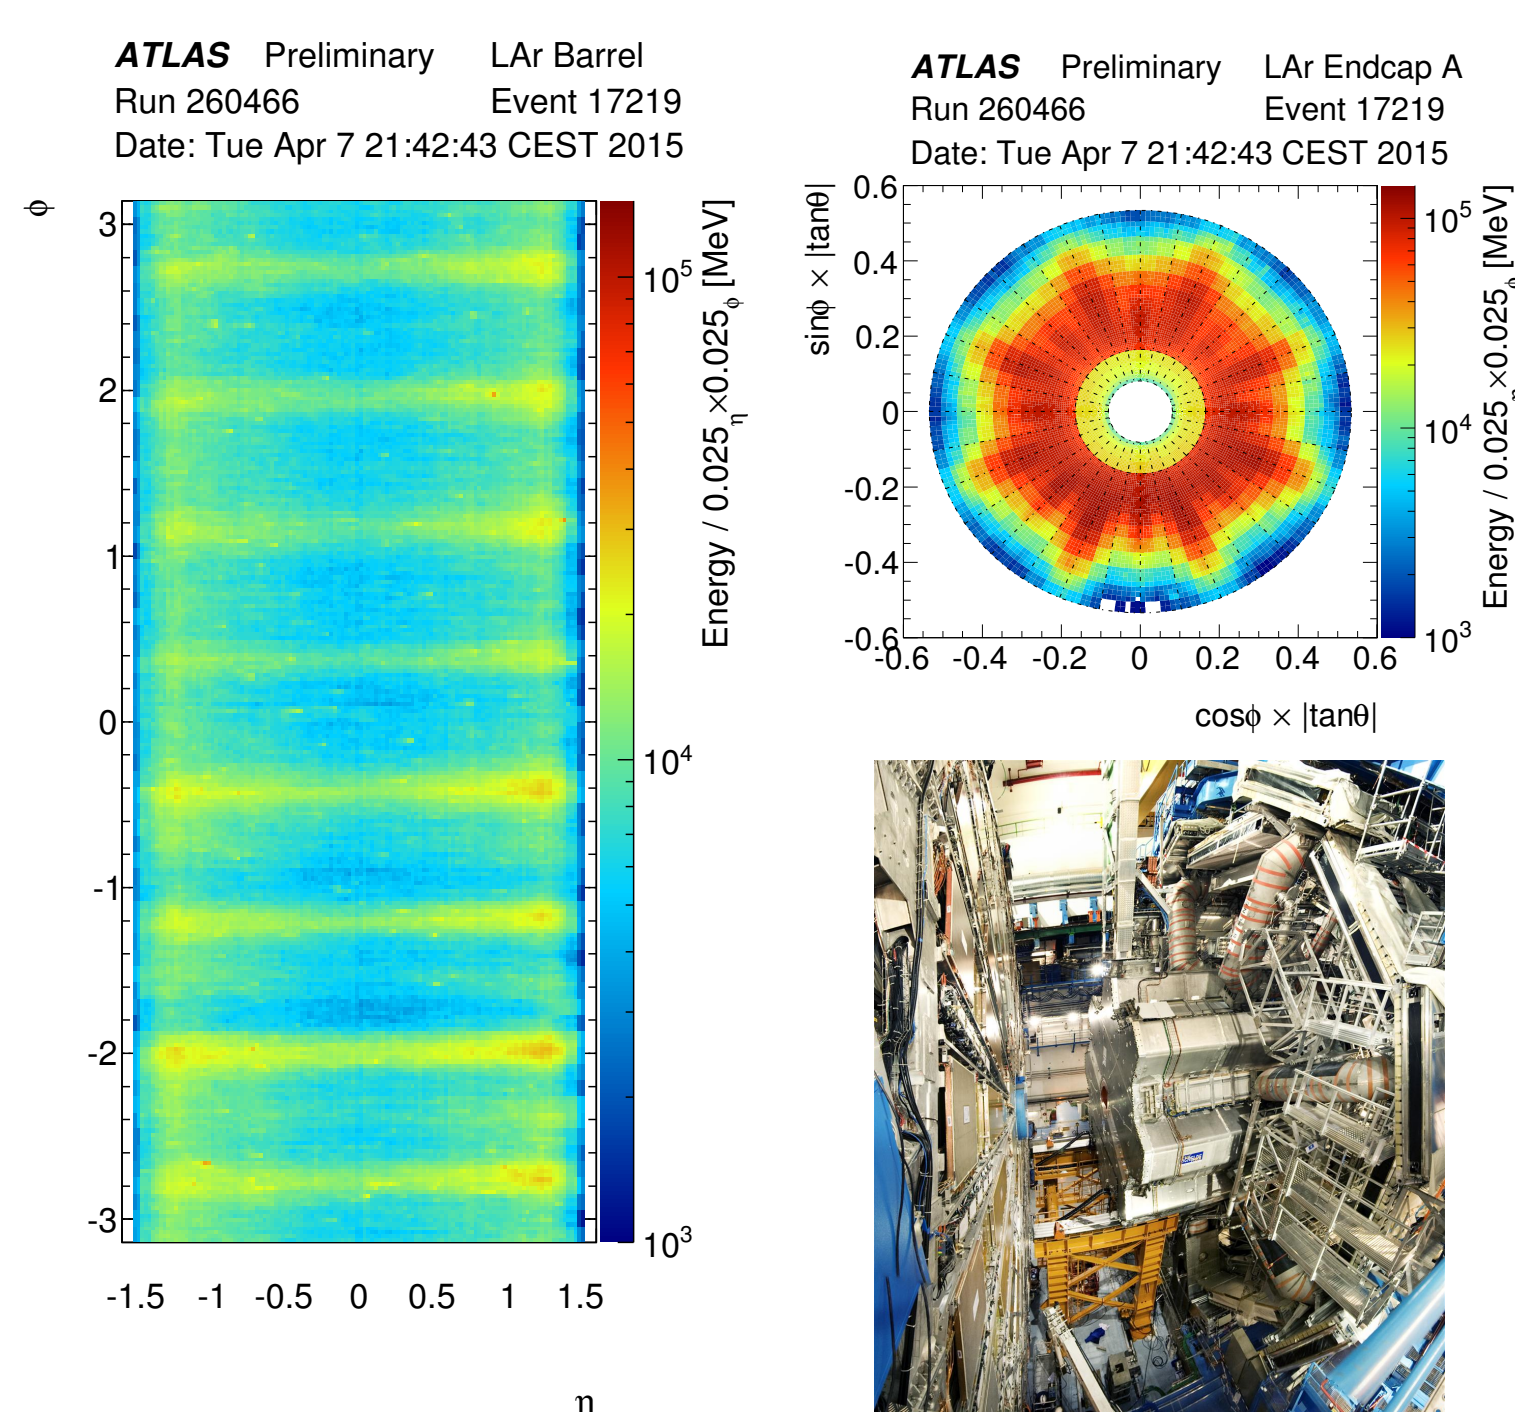 ATLAS Preliminary LAr Barrel
Run 260466 Event 17219
Date: Tue Apr 7 21:42:43 CEST 2015
ϕ
3
2
1
0
-1
-2
-3
-1.5 -1 -0.5 0 0.5 1 1.5
η
10⁵
10⁴
10³
Energy / 0.025η ×0.025ϕ [MeV]
ATLAS Preliminary LAr Endcap A
Run 260466 Event 17219
Date: Tue Apr 7 21:42:43 CEST 2015
sinϕ × |tanθ|
0.6
0.4
0.2
0
-0.2
-0.4
-0.6
-0.6 -0.4 -0.2 0 0.2 0.4 0.6
cosϕ × |tanθ|
10⁵
10⁴
10³
Energy / 0.025η ×0.025ϕ [MeV]